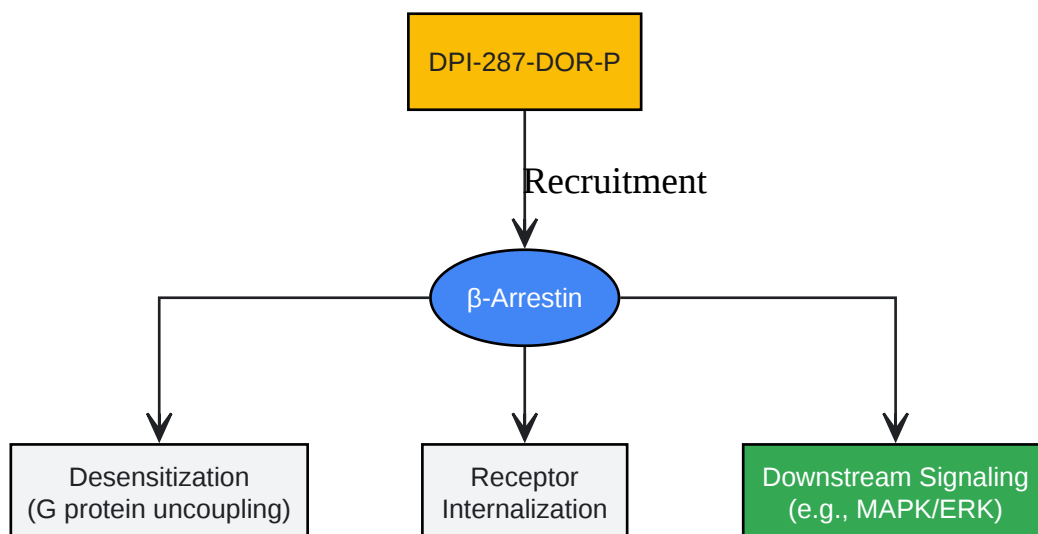 DPI-287-DOR-P
Recruitment
β-Arrestin
Desensitization
(G protein uncoupling)
Receptor
Internalization
Downstream Signaling
(e.g., MAPK/ERK)